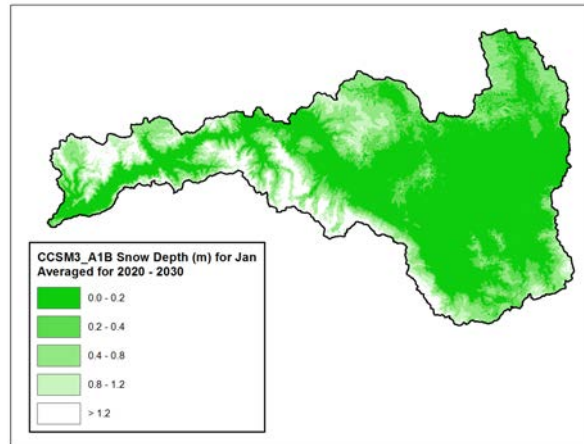 CCSM3_A1B Snow Depth (m) for Jan
Averaged for 2020 - 2030
0.0 - 0.2
0.2 - 0.4
0.4 - 0.8
0.8 - 1.2
> 1.2